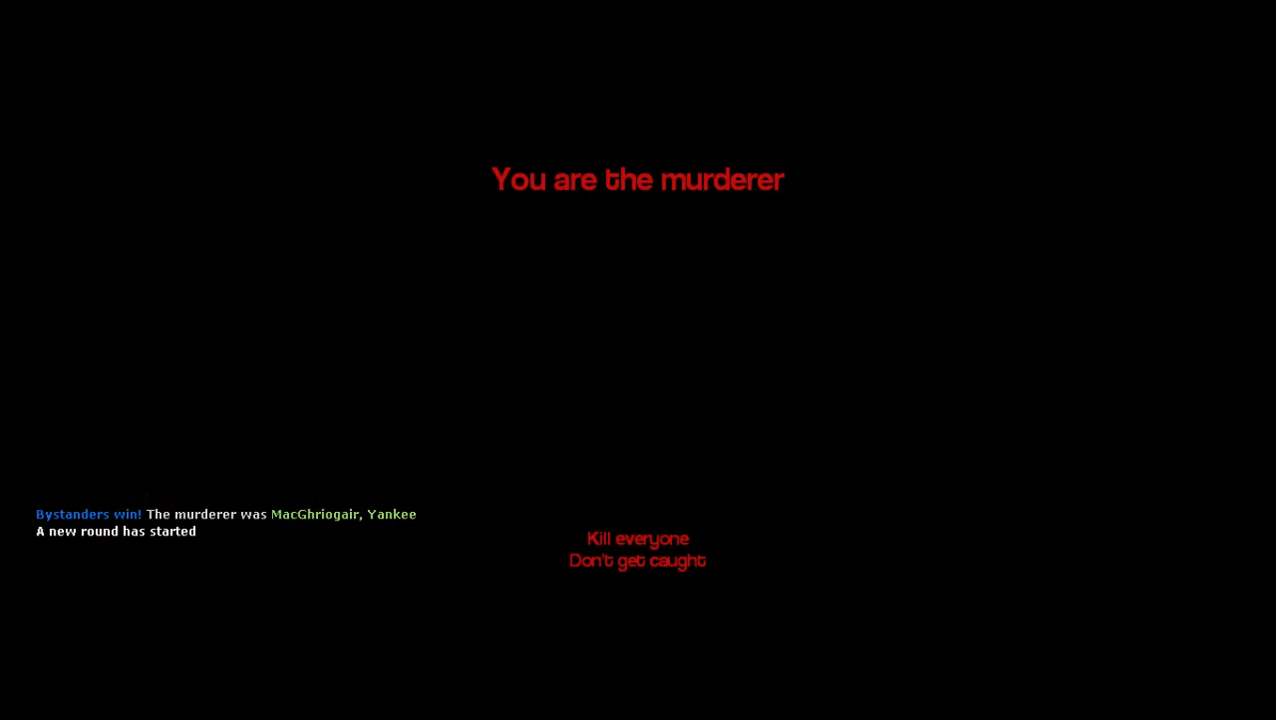 You are the murderer
Bystanders win! The murderer was MacGhriogair, Yankee
A new round has started
Kill everyone
Don't get caught